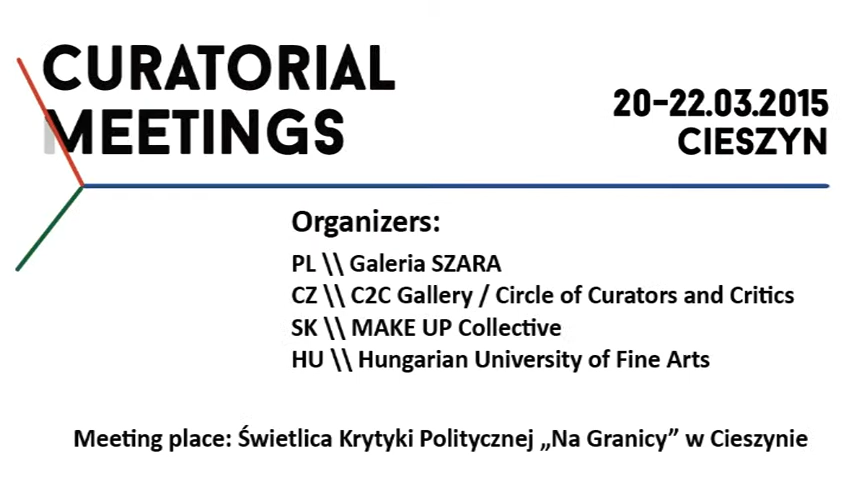 CURATORIAL
MEETINGS
20-22.03.2015
CIESZYN
Organizers:
PL \\ Galeria SZARA
CZ \\ C2C Gallery / Circle of Curators and Critics
SK \\ MAKE UP Collective
HU \\ Hungarian University of Fine Arts
Meeting place: Świetlica Krytyki Politycznej „Na Granicy” w Cieszynie